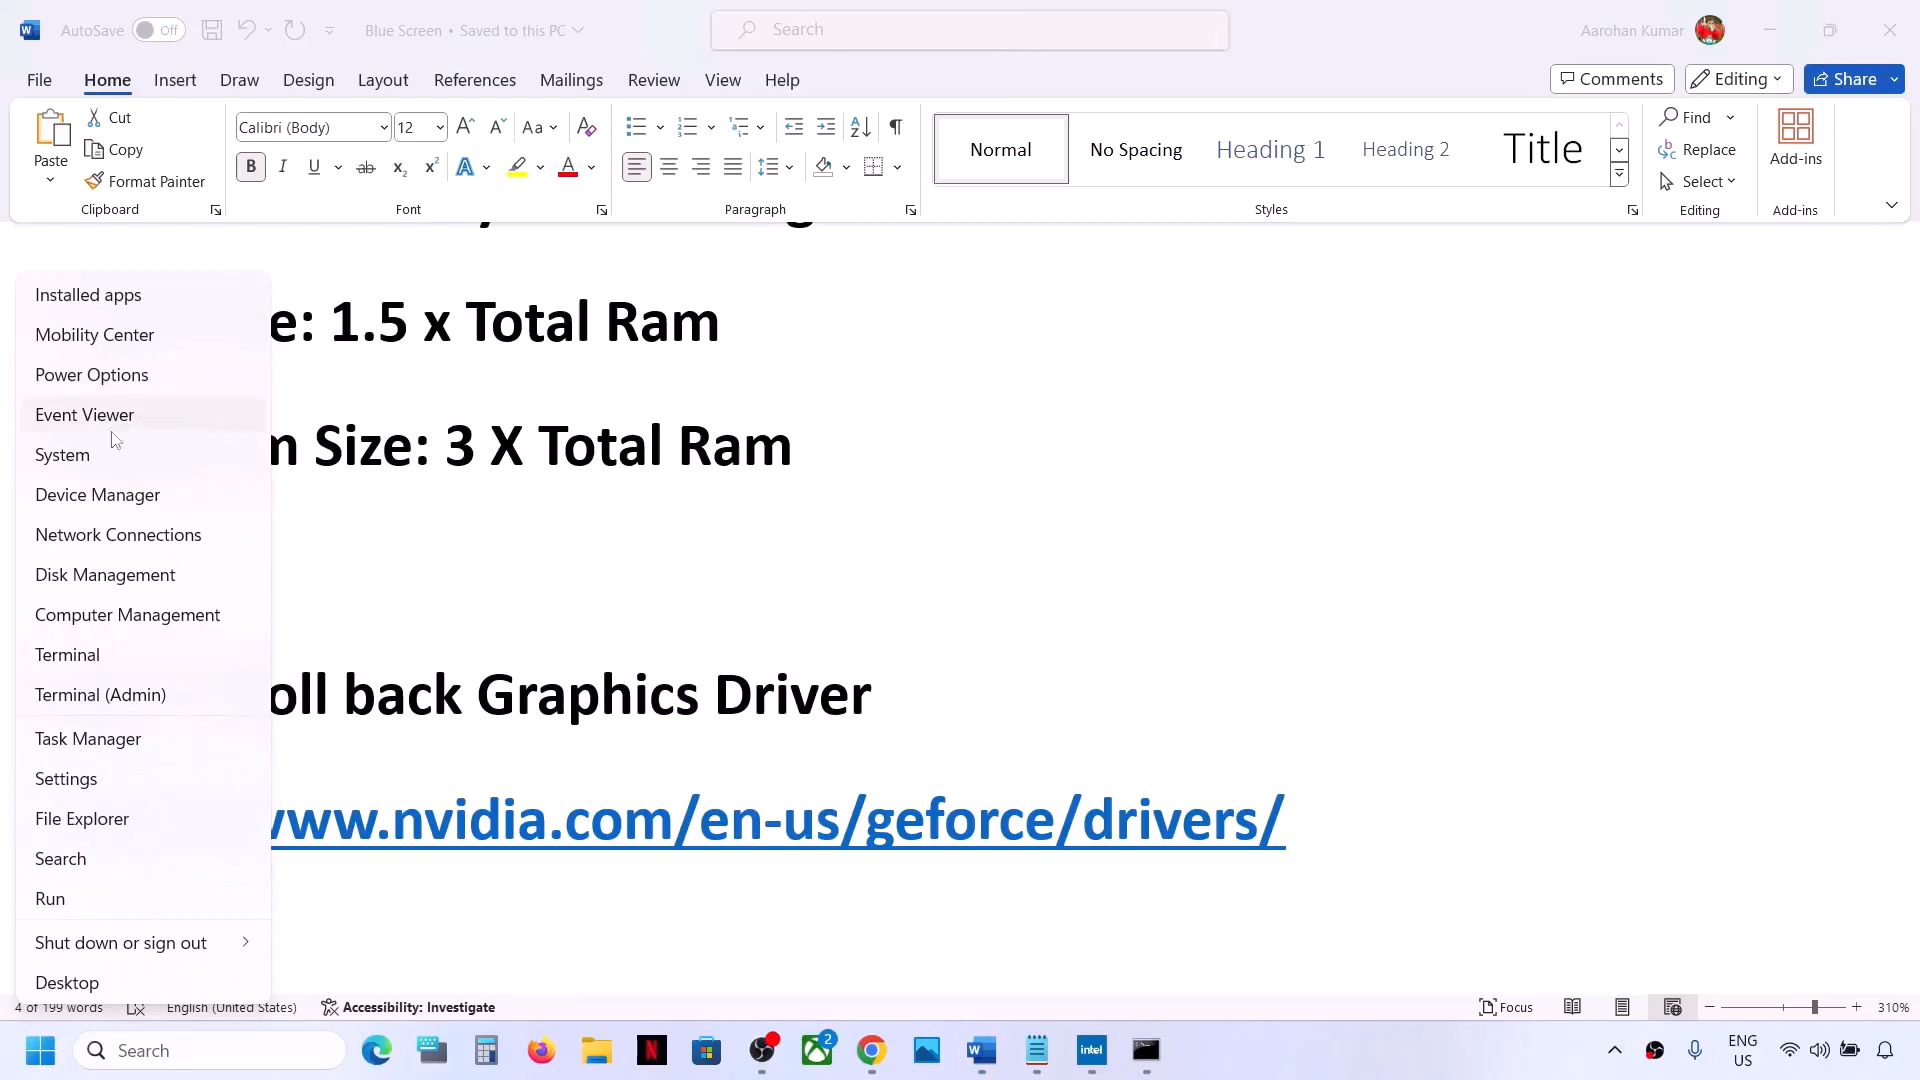 AutoSave Off Blue Screen • Saved to this PC Search Aarohan Kumar
File Home Insert Draw Design Layout References Mailings Review View Help Comments Editing Share
Paste
Cut
Copy
Format Painter
Calibri (Body) 12
Normal No Spacing Heading 1 Heading 2 Title
Find
Replace
Select
Add-ins
Clipboard Font Paragraph Styles Editing Add-ins
e: 1.5 x Total Ram
m Size: 3 X Total Ram
oll back Graphics Driver
www.nvidia.com/en-us/geforce/drivers/
Installed apps
Mobility Center
Power Options
Event Viewer
System
Device Manager
Network Connections
Disk Management
Computer Management
Terminal
Terminal (Admin)
Task Manager
Settings
File Explorer
Search
Run
Shut down or sign out
Desktop
4 of 199 words English (United States) Accessibility: Investigate Focus 310%
Search intel 2 ENG
US